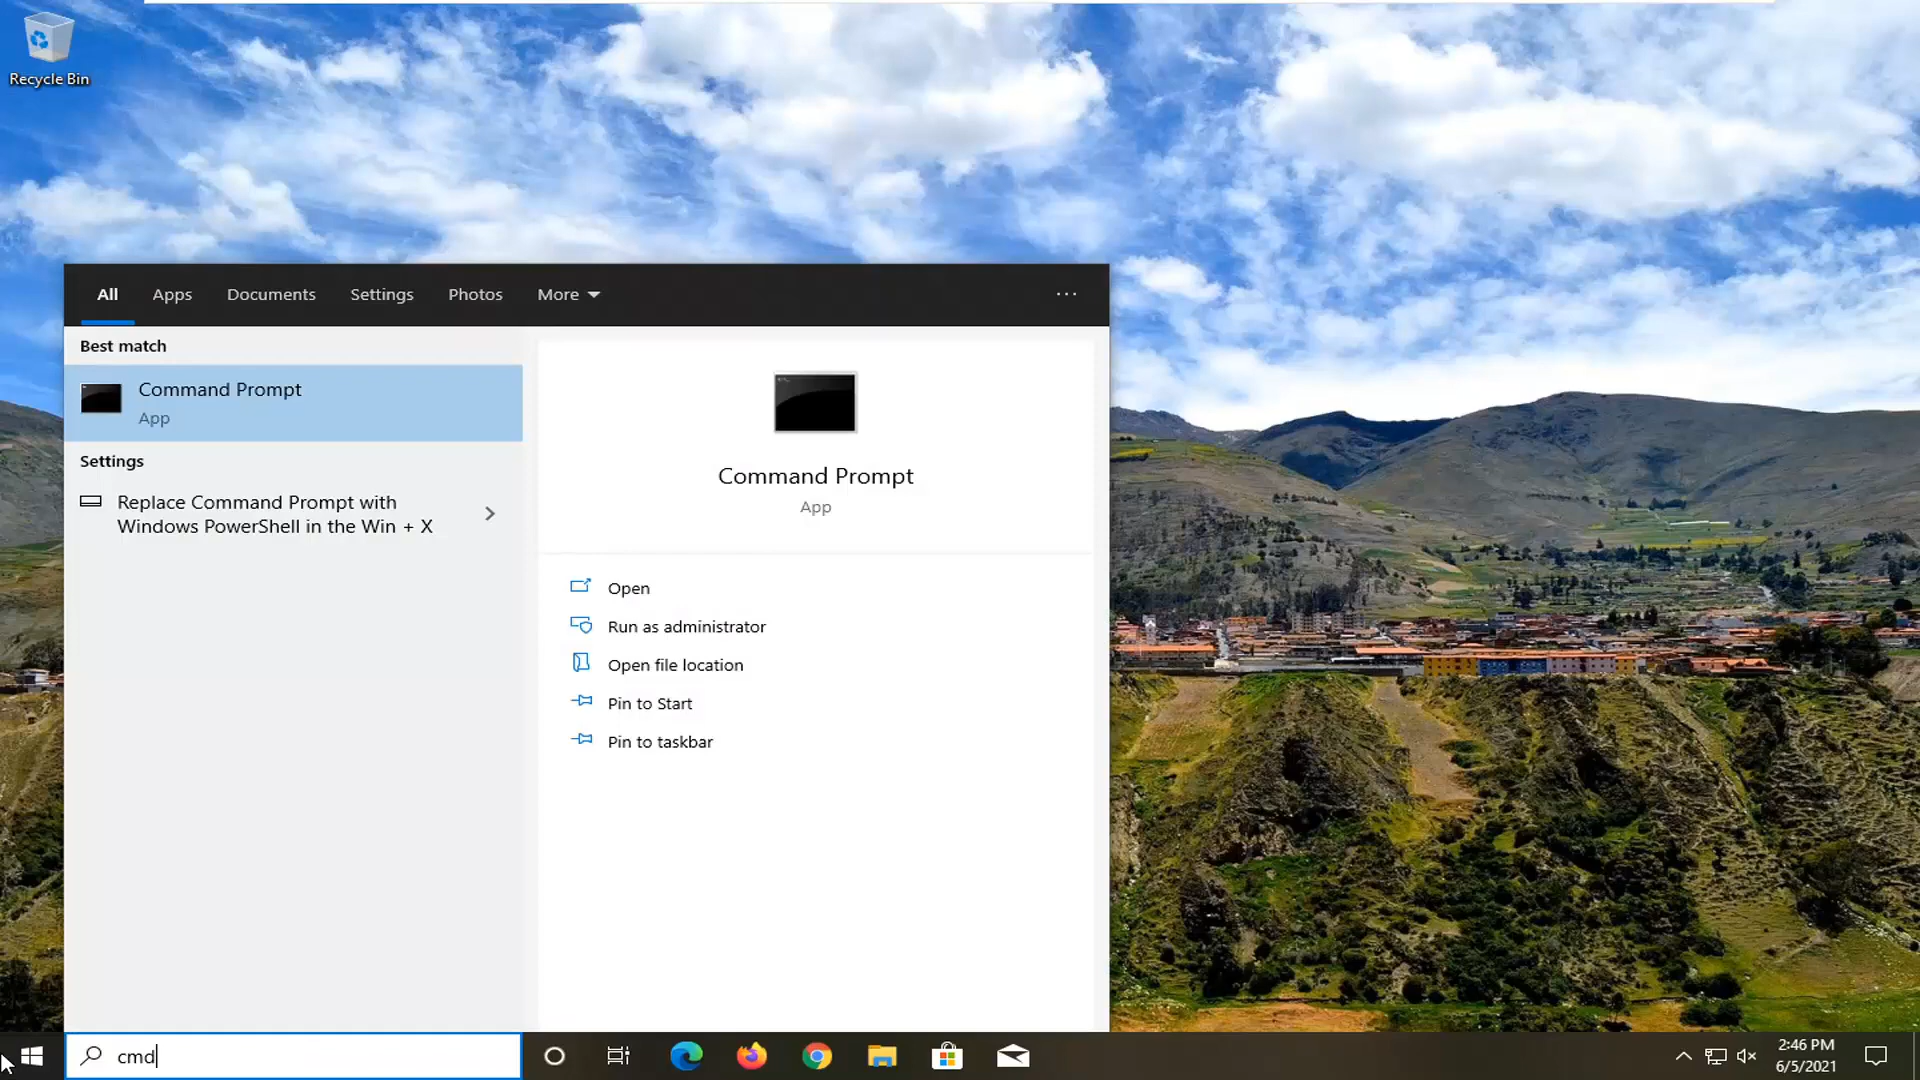 Recycle Bin
All Apps Documents Settings Photos More ...
Best match
Command Prompt
App
Settings
Replace Command Prompt with
Windows PowerShell in the Win + X
Command Prompt
App
Open
Run as administrator
Open file location
Pin to Start
Pin to taskbar
cmd
2:46 PM
6/5/2021